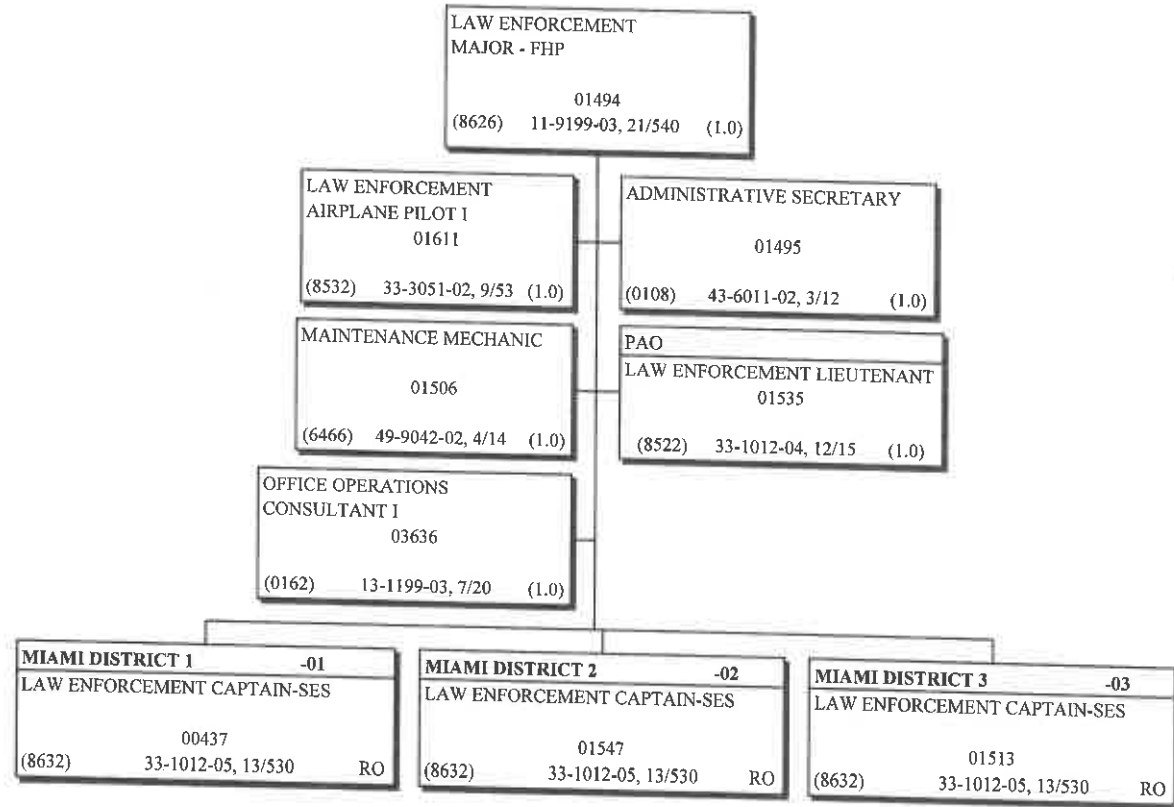 LAW ENFORCEMENT
MAJOR - FHP
01494
(8626) 11-9199-03, 21/540 (1.0)
LAW ENFORCEMENT
AIRPLANE PILOT I
01611
(8532) 33-3051-02, 9/53 (1.0)
ADMINISTRATIVE SECRETARY
01495
(0108) 43-6011-02, 3/12 (1.0)
MAINTENANCE MECHANIC
01506
(6466) 49-9042-02, 4/14 (1.0)
PAO
LAW ENFORCEMENT LIEUTENANT
01535
(8522) 33-1012-04, 12/15 (1.0)
OFFICE OPERATIONS
CONSULTANT I
03636
(0162) 13-1199-03, 7/20 (1.0)
MIAMI DISTRICT 1 -01
LAW ENFORCEMENT CAPTAIN-SES
00437
(8632) 33-1012-05, 13/530 RO
MIAMI DISTRICT 2 -02
LAW ENFORCEMENT CAPTAIN-SES
01547
(8632) 33-1012-05, 13/530 RO
MIAMI DISTRICT 3 -03
LAW ENFORCEMENT CAPTAIN-SES
01513
(8632) 33-1012-05, 13/530 RO